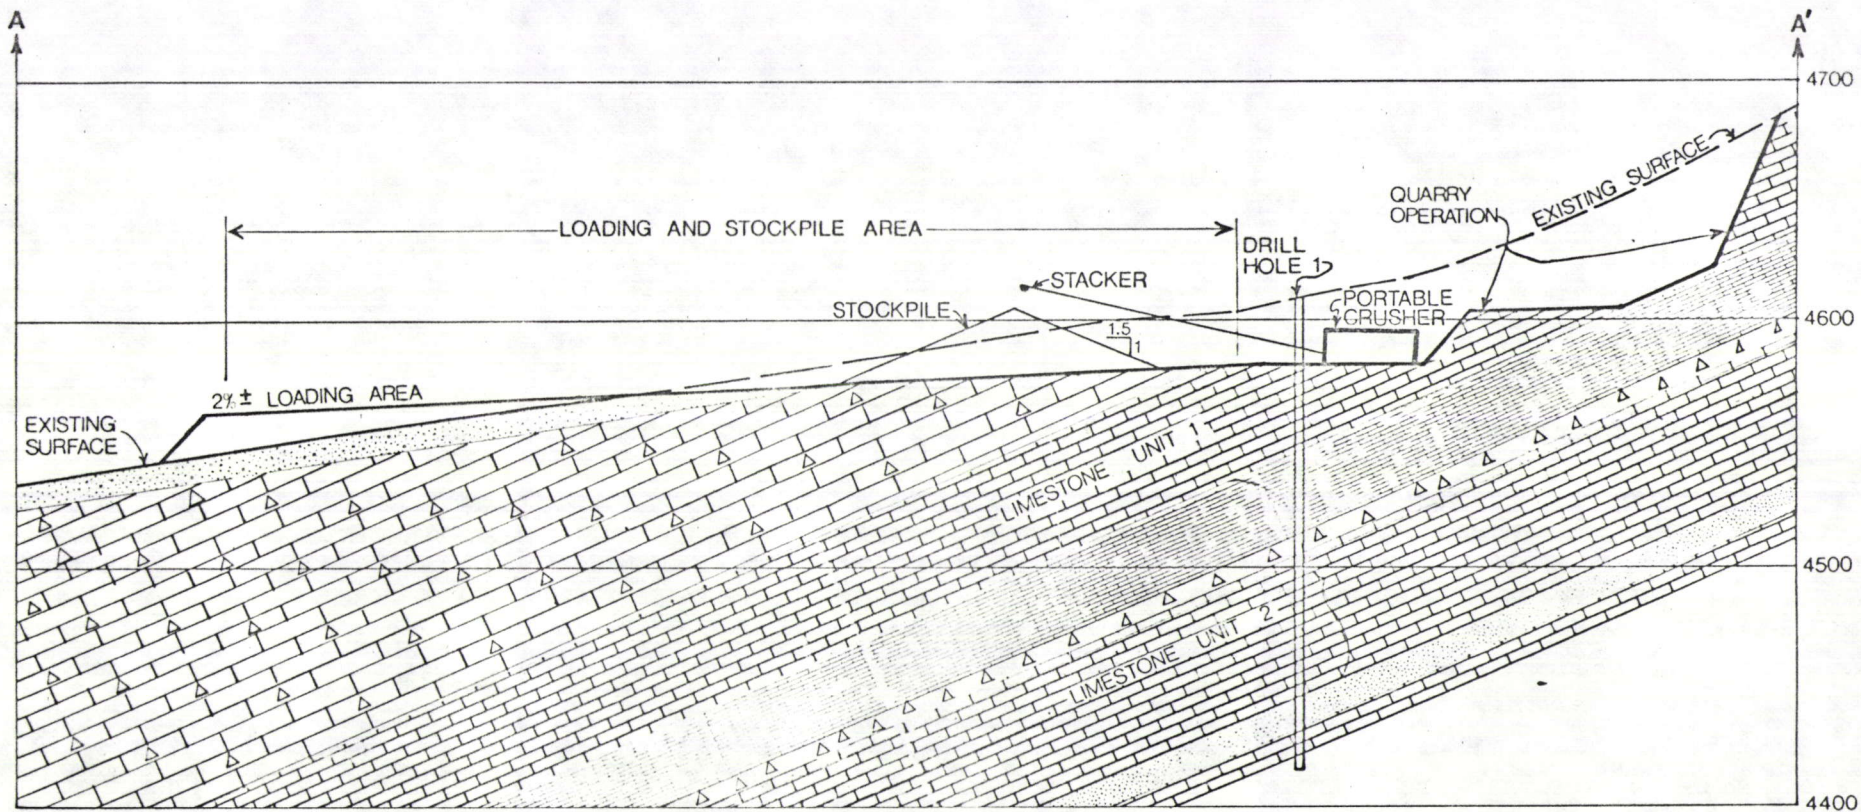 A
A'
4700
EXISTING SURFACE
QUARRY
OPERATION
LOADING AND STOCKPILE AREA
DRILL
HOLE 1
STACKER
STOCKPILE
PORTABLE
CRUSHER
4600
1.5
1
2%± LOADING AREA
EXISTING
SURFACE
LIMESTONE UNIT 1
4500
LIMESTONE UNIT 2
4400